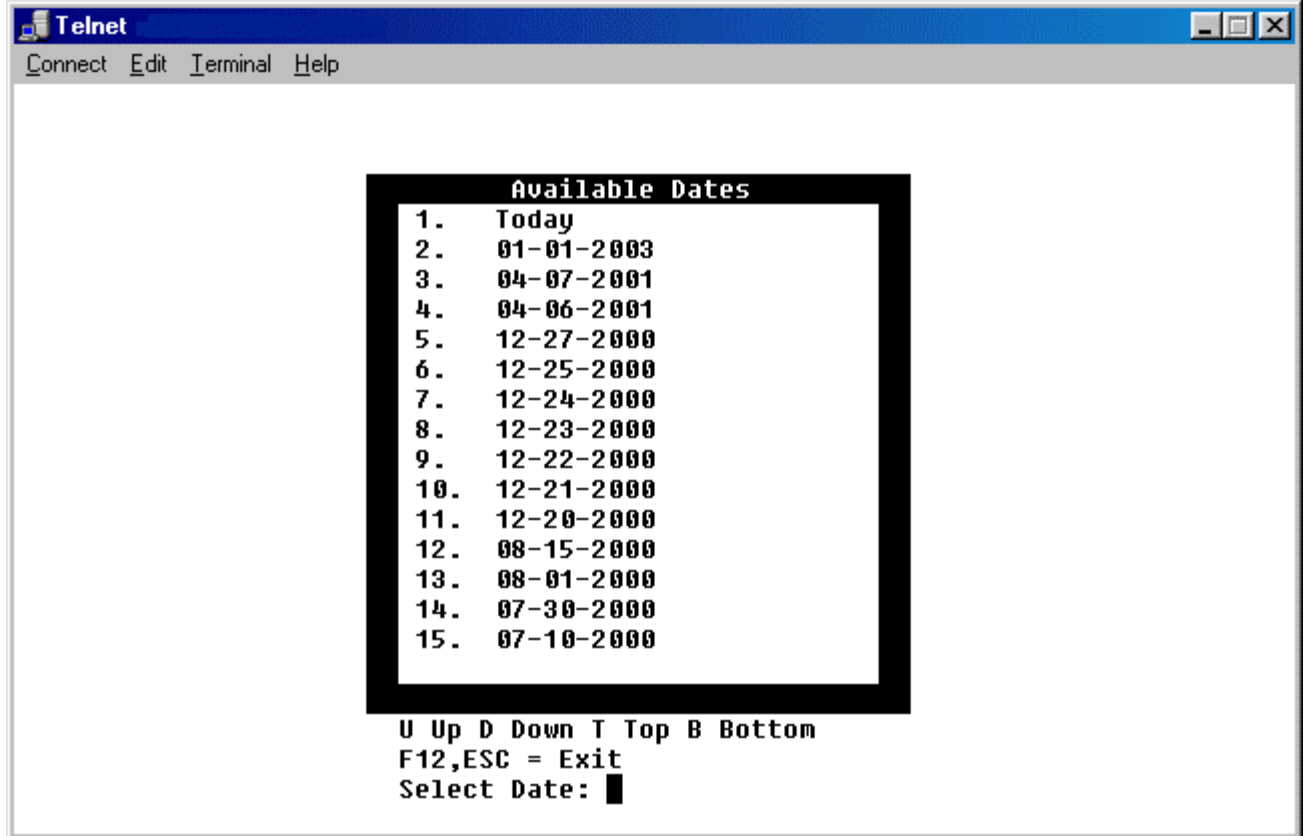 Telnet
Connect Edit Terminal Help
Available Dates
1. Today
2. 01-01-2003
3. 04-07-2001
4. 04-06-2001
5. 12-27-2000
6. 12-25-2000
7. 12-24-2000
8. 12-23-2000
9. 12-22-2000
10. 12-21-2000
11. 12-20-2000
12. 08-15-2000
13. 08-01-2000
14. 07-30-2000
15. 07-10-2000
U Up D Down T Top B Bottom
F12,ESC = Exit
Select Date: